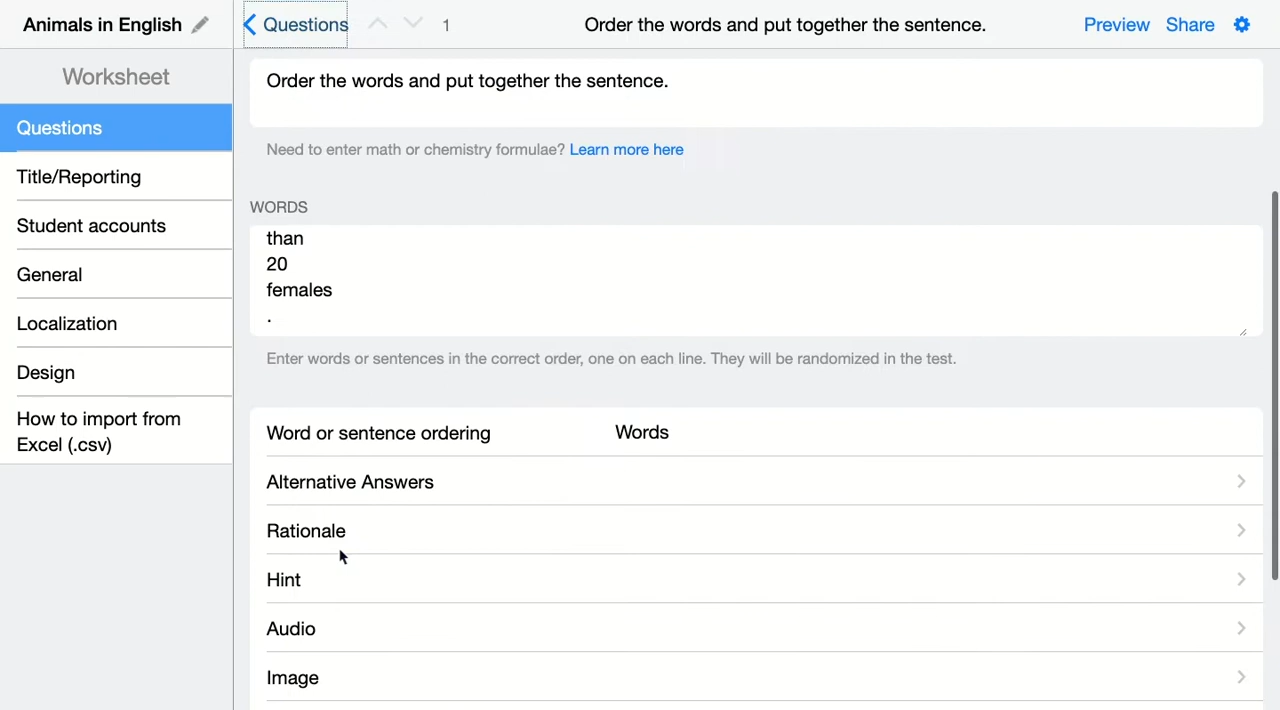 Animals in English
Questions
1
Order the words and put together the sentence.
Preview
Share
Worksheet
Questions
Title/Reporting
Student accounts
General
Localization
Design
How to import from
Excel (.csv)
Order the words and put together the sentence.
Need to enter math or chemistry formulae? Learn more here
WORDS
than
20
females
.
Enter words or sentences in the correct order, one on each line. They will be randomized in the test.
Word or sentence ordering
Words
Alternative Answers
Rationale
Hint
Audio
Image